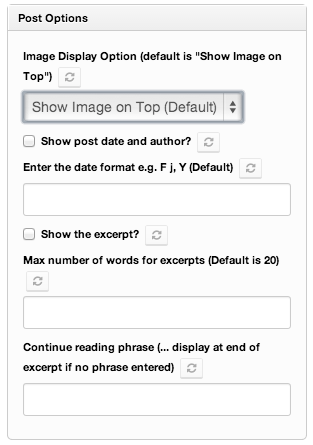 Post Options
Image Display Option (default is "Show Image on
Top")
Show Image on Top (Default)
Show post date and author?
Enter the date format e.g. F j, Y (Default)
Show the excerpt?
Max number of words for excerpts (Default is 20)
Continue reading phrase (... display at end of
excerpt if no phrase entered)